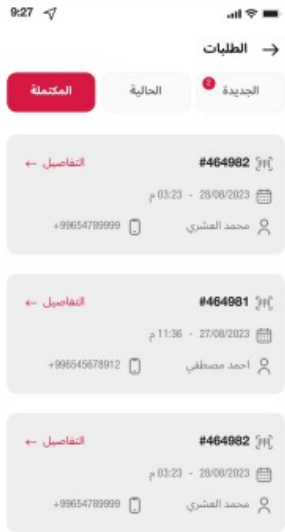 9:27
الطلبات
الجديدة 2 الحالية المكتملة
#464982 التفاصيل
28/08/2023 - 03:23 م
محمد العشري +99654789999
#464981 التفاصيل
27/08/2023 - 11:36 م
احمد مصطفي +996545678912
#464982 التفاصيل
28/08/2023 - 03:23 م
محمد العشري +99654789999